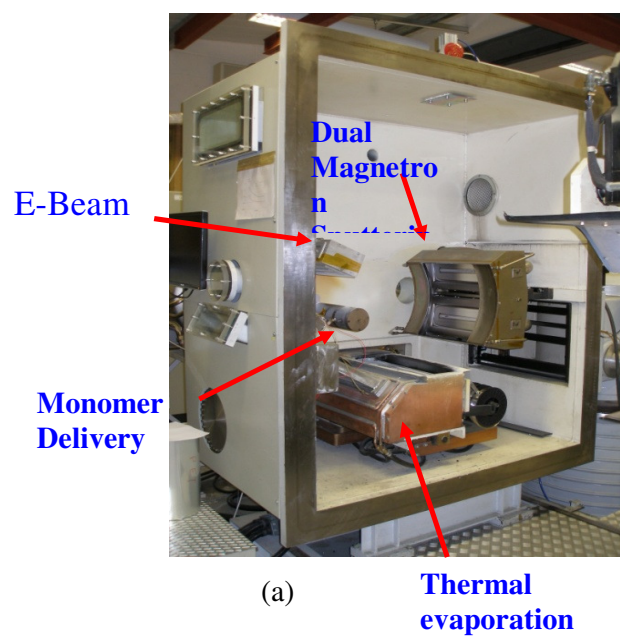 Dual
Magnetro
n
E-Beam
Monomer
Delivery
(a)
Thermal
evaporation